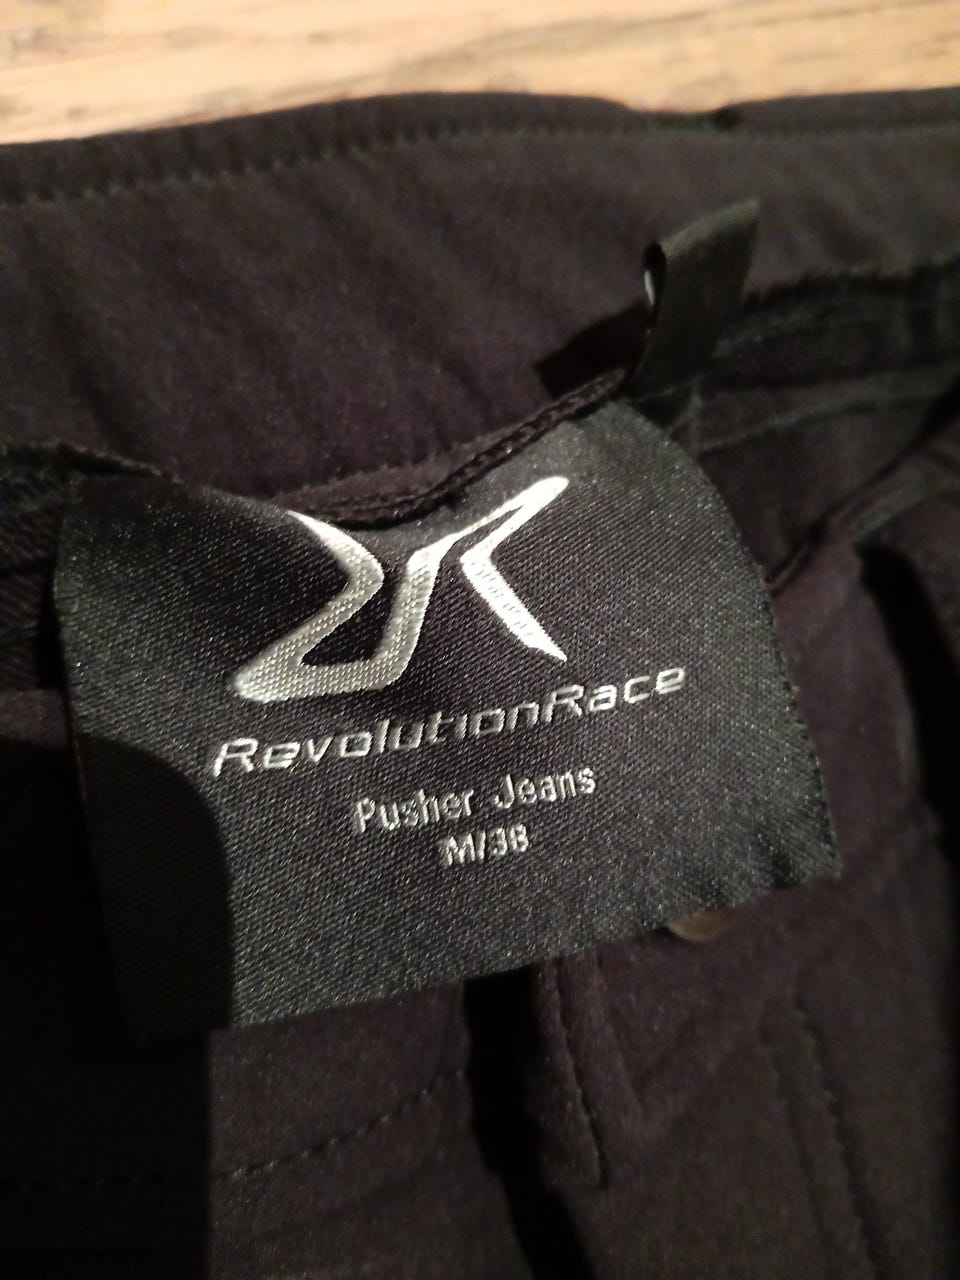 RevolutionRace
Pusher Jeans
M/38